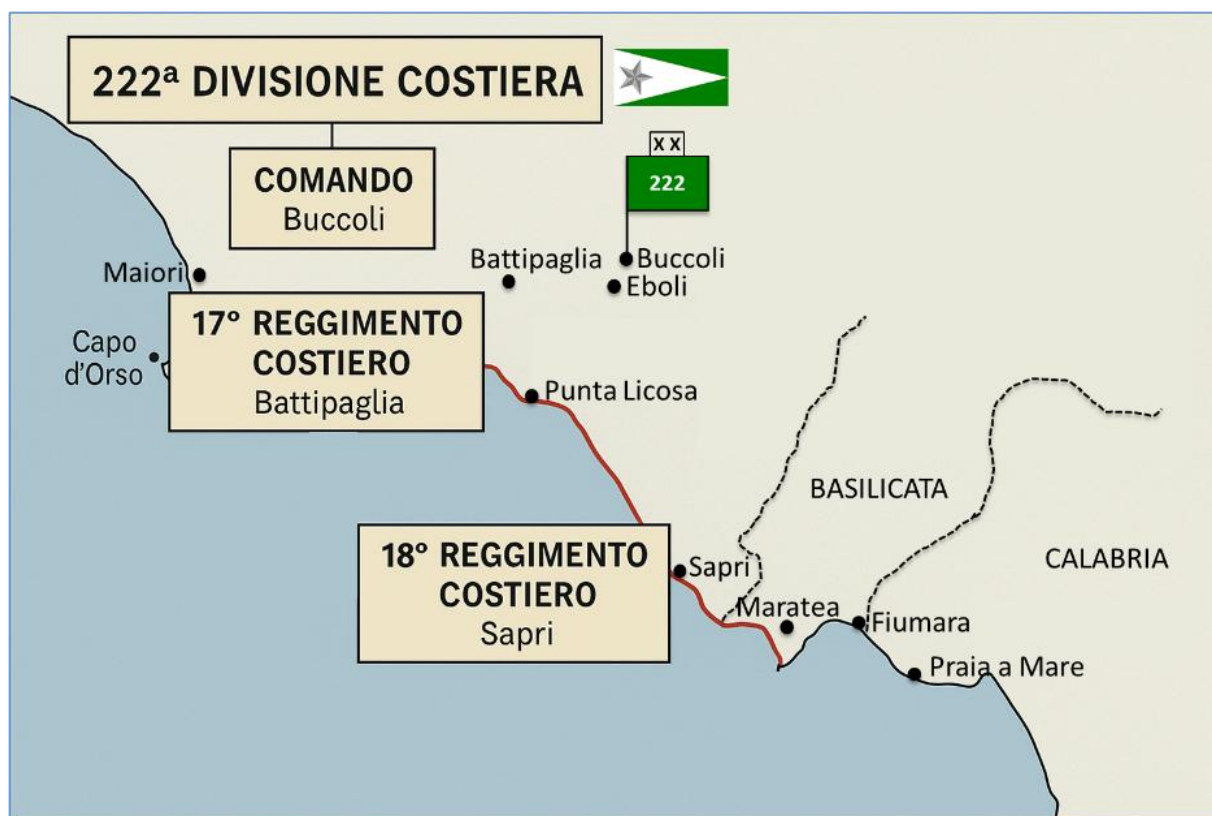 222ª DIVISIONE COSTIERA
COMANDO
Buccoli
X X
222
Maiori
Battipaglia
Buccoli
Eboli
Capo
d'Orso
17° REGGIMENTO
COSTIERO
Battipaglia
Punta Licosa
BASILICATA
18° REGGIMENTO
COSTIERO
Sapri
Sapri
CALABRIA
Maratea
Fiumara
Praia a Mare